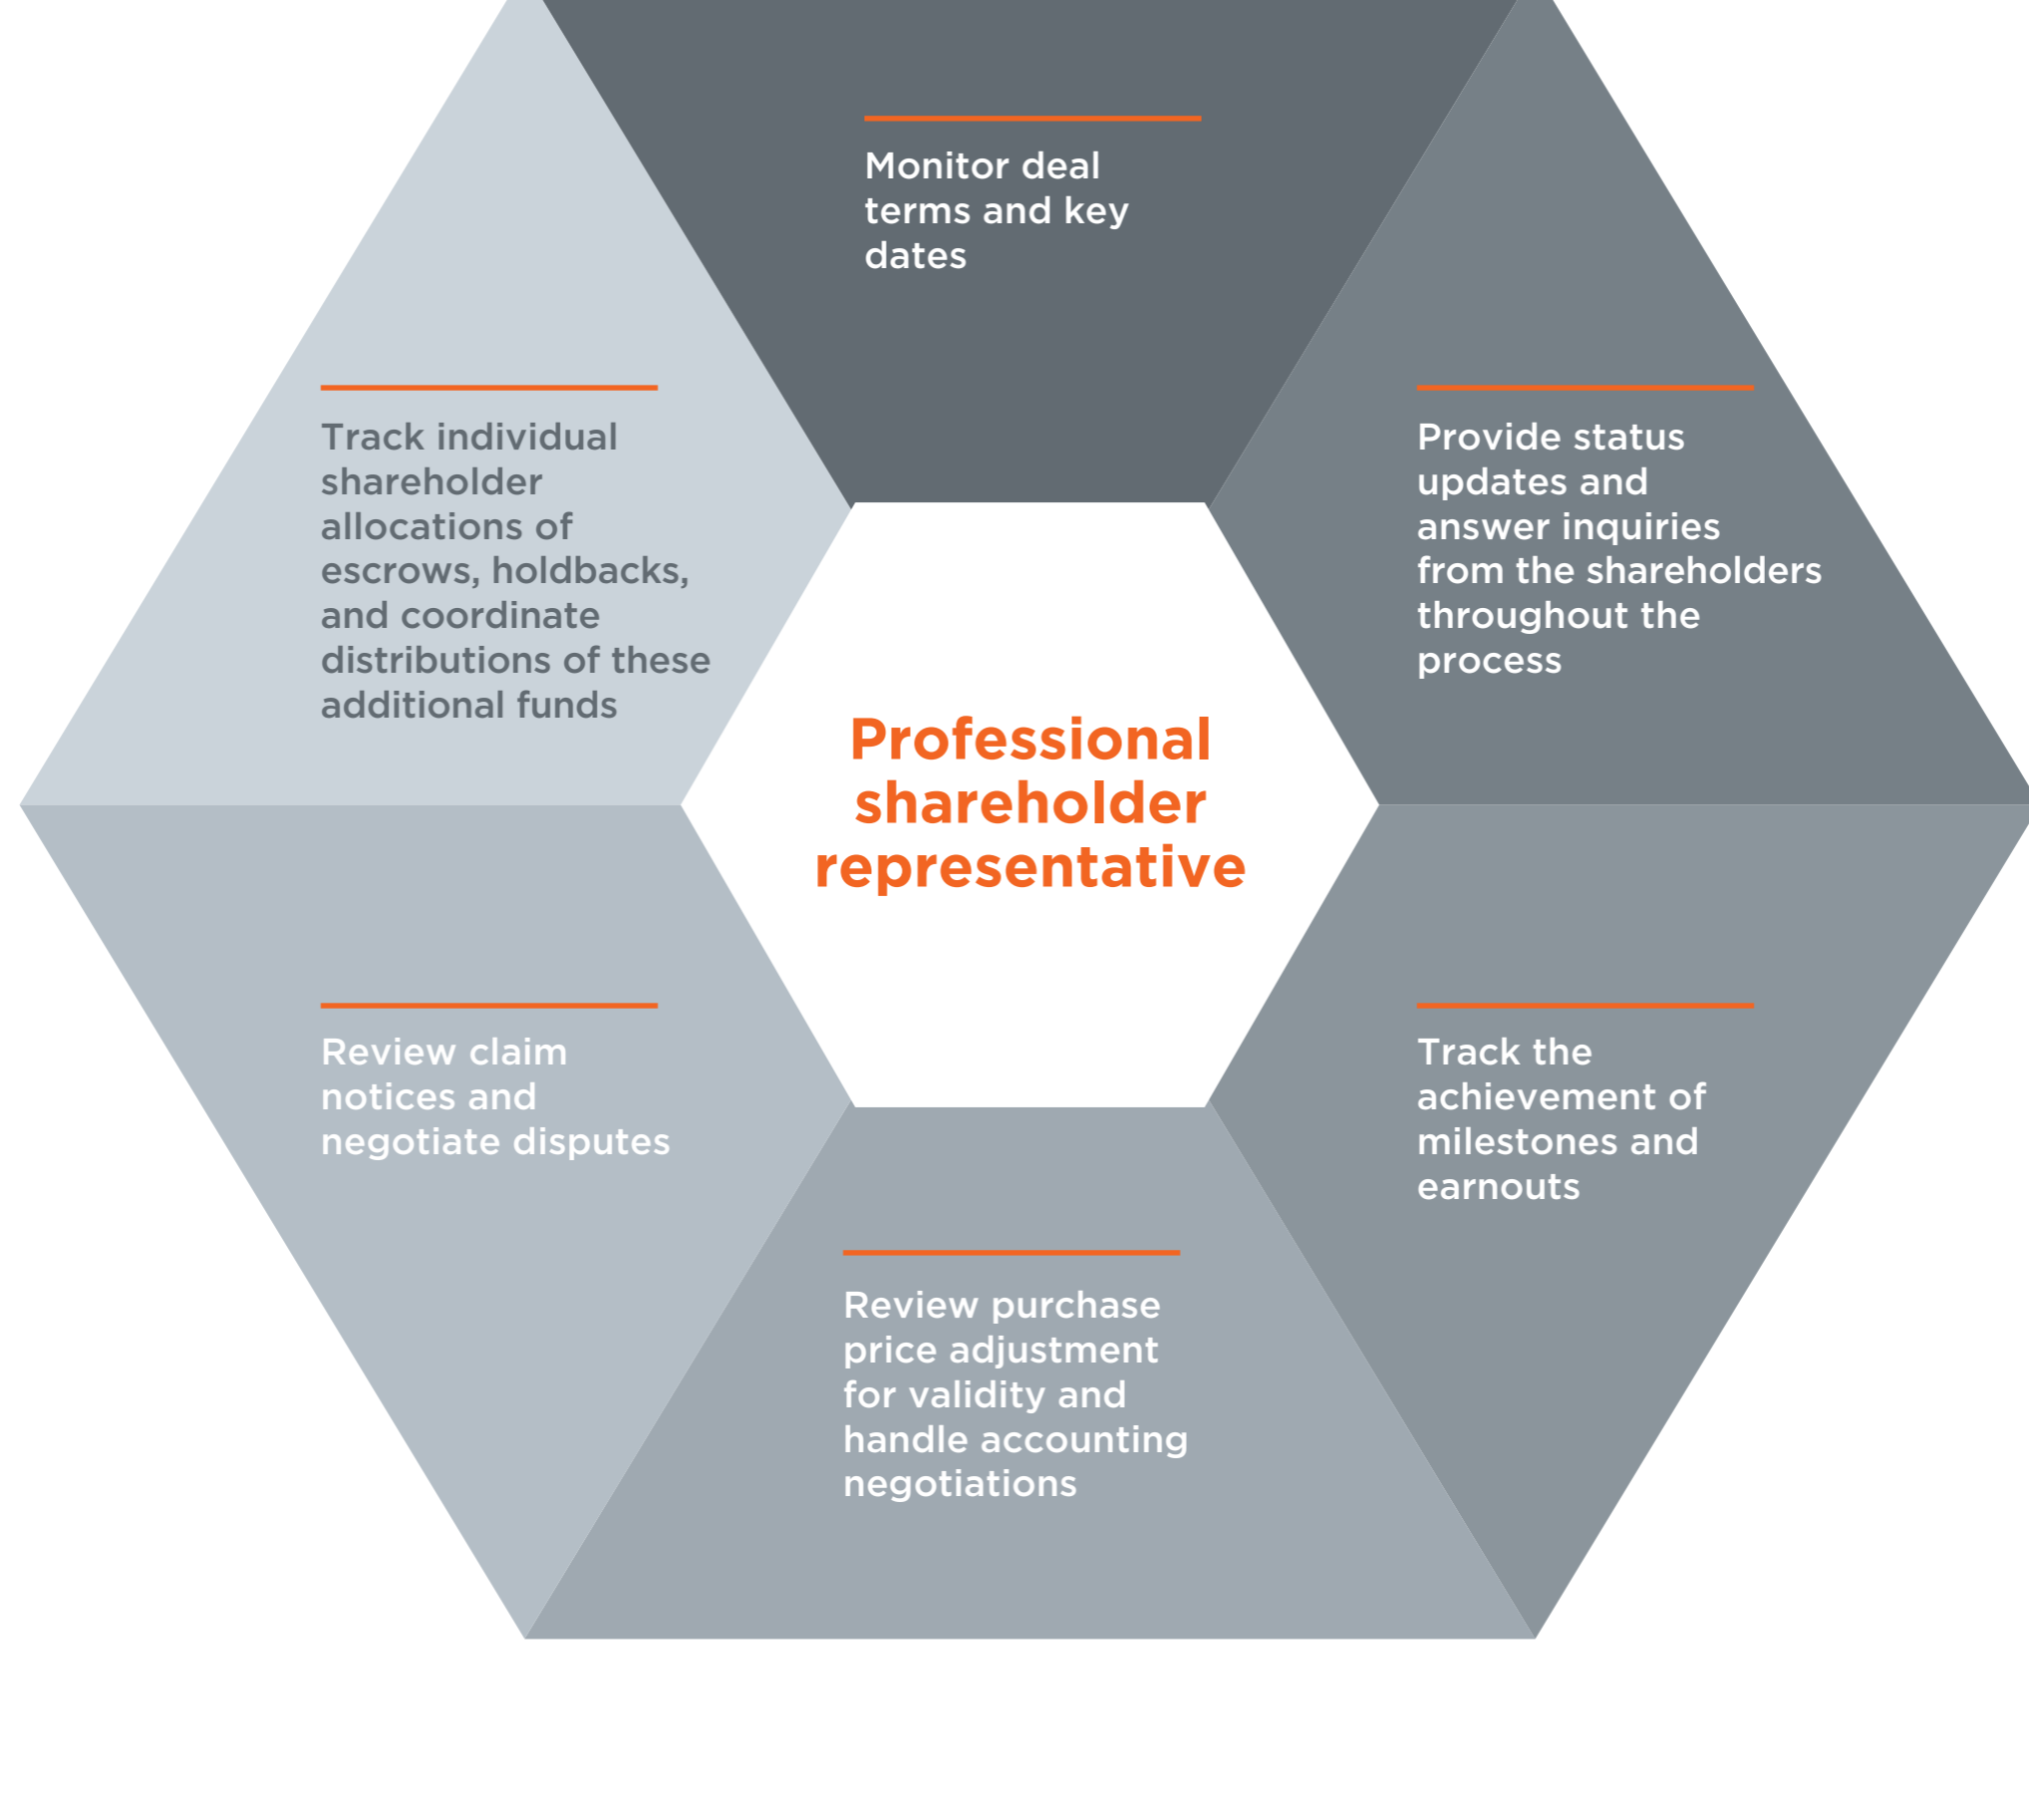 Monitor deal
terms and key
dates
Provide status
updates and
answer inquiries
from the shareholders
throughout the
process
Track the
achievement of
milestones and
earnouts
Review purchase
price adjustment
for validity and
handle accounting
negotiations
Review claim
notices and
negotiate disputes
Track individual
shareholder
allocations of
escrows, holdbacks,
and coordinate
distributions of these
additional funds
Professional
shareholder
representative